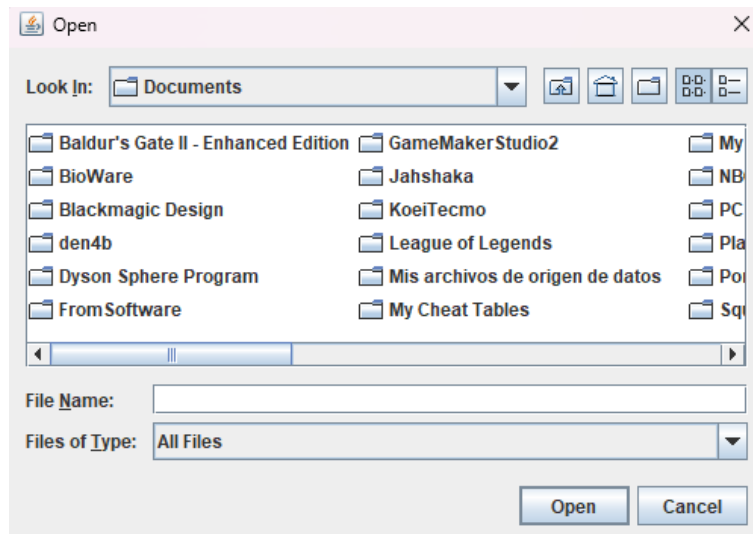 Open
Look In: Documents
Baldur's Gate II - Enhanced Edition GameMakerStudio2 My
BioWare Jahshaka
Blackmagic Design KoeiTecmo PC
den4b League of Legends
Dyson Sphere Program Mis archivos de origen de datos
FromSoftware My Cheat Tables
File Name:
Files of Type: All Files
Open Cancel